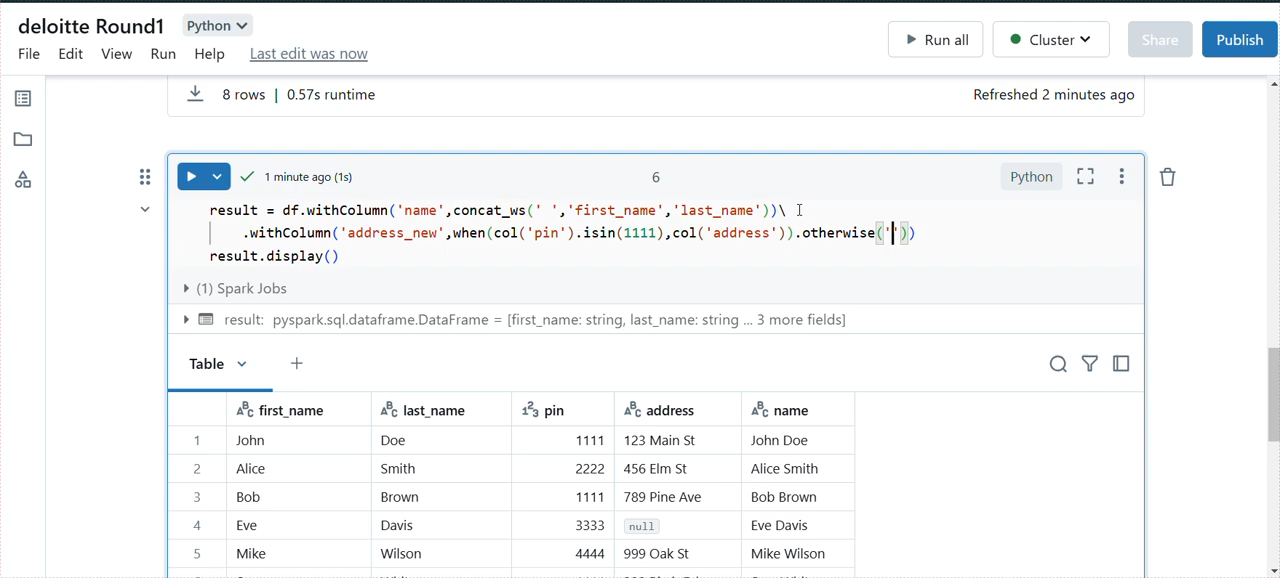 deloitte Round1 Python
File Edit View Run Help Last edit was now
Run all Cluster Share Publish
8 rows | 0.57s runtime Refreshed 2 minutes ago
1 minute ago (1s) 6 Python
result = df.withColumn('name',concat_ws(' ','first_name','last_name'))\
.withColumn('address_new',when(col('pin').isin(1111),col('address')).otherwise(''))
result.display()
(1) Spark Jobs
result: pyspark.sql.dataframe.DataFrame = [first_name: string, last_name: string ... 3 more fields]
Table +
first_name last_name pin address name
1 John Doe 1111 123 Main St John Doe
2 Alice Smith 2222 456 Elm St Alice Smith
3 Bob Brown 1111 789 Pine Ave Bob Brown
4 Eve Davis 3333 null Eve Davis
5 Mike Wilson 4444 999 Oak St Mike Wilson